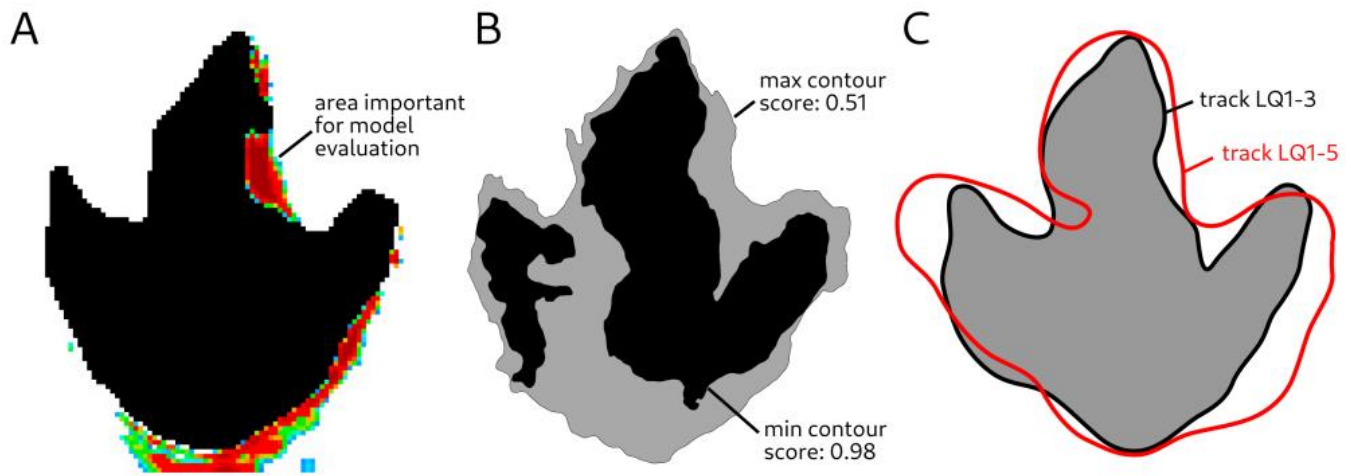 A
area important
for model
evaluation
B
max contour
score: 0.51
min contour
score: 0.98
C
track LQ1-3
track LQ1-5